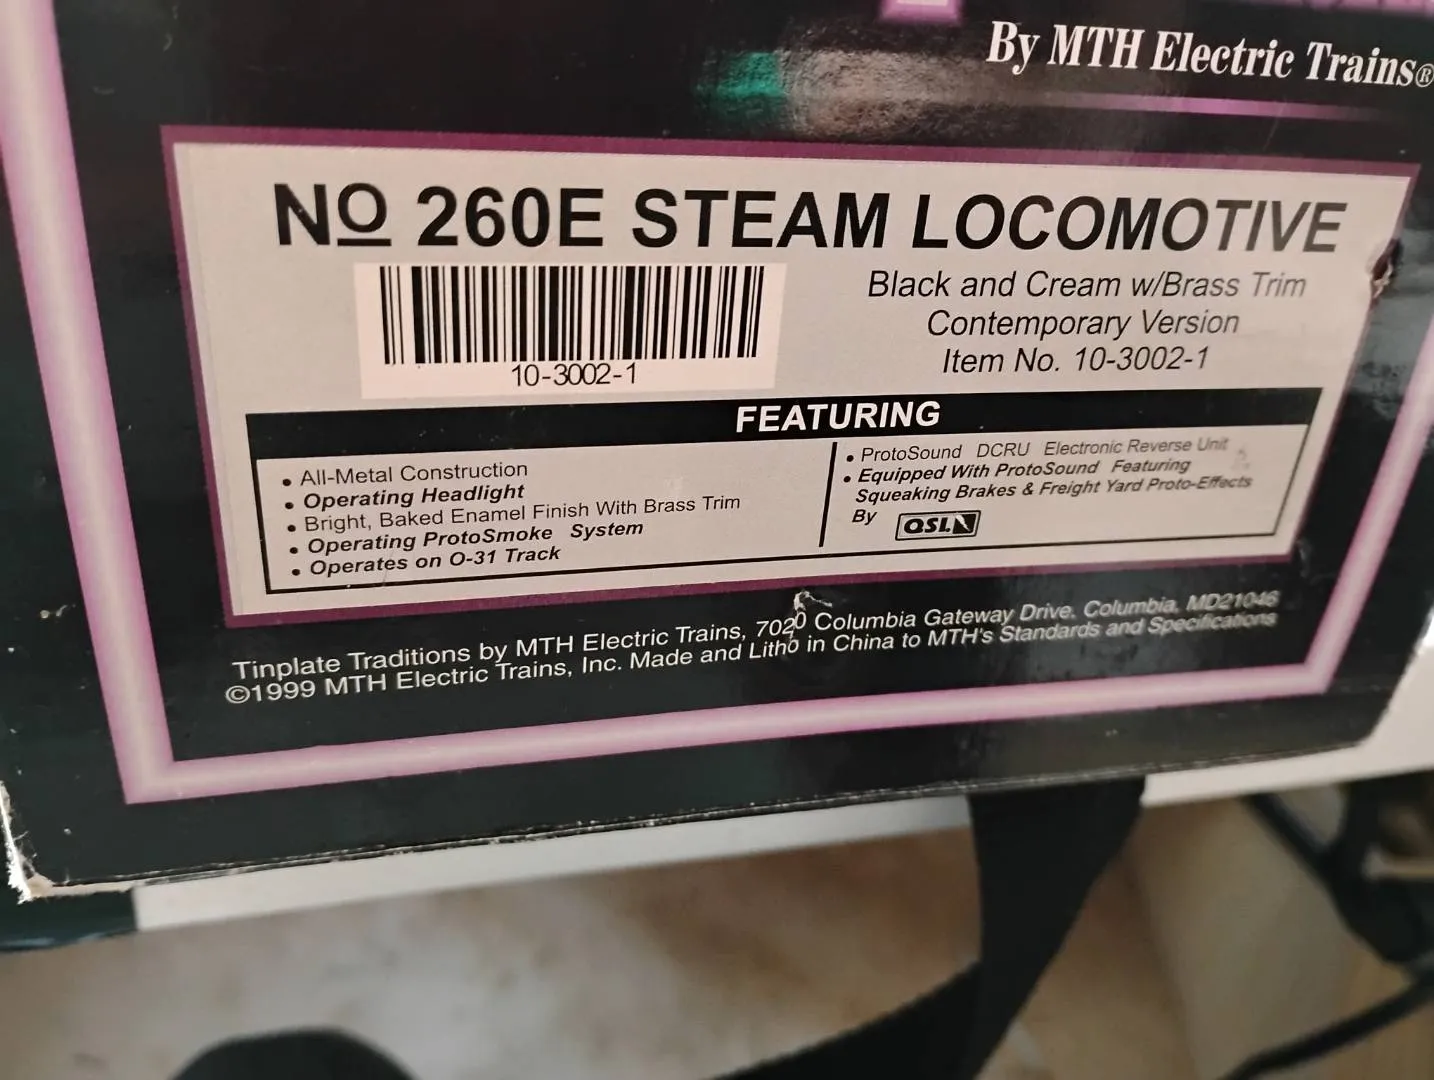 By MTH Electric Trains®
No 260E STEAM LOCOMOTIVE
10-3002-1
Black and Cream w/Brass Trim
Contemporary Version
Item No. 10-3002-1
FEATURING
• All-Metal Construction
• Operating Headlight
• Bright, Baked Enamel Finish With Brass Trim
• Operating ProtoSmoke System
• Operates on O-31 Track
• ProtoSound DCRU Electronic Reverse Unit
• Equipped With ProtoSound Featuring
Squeaking Brakes & Freight Yard Proto-Effects
By QSI
Tinplate Traditions by MTH Electric Trains, 7020 Columbia Gateway Drive, Columbia, MD21046
©1999 MTH Electric Trains, Inc. Made and Litho in China to MTH's Standards and Specifications